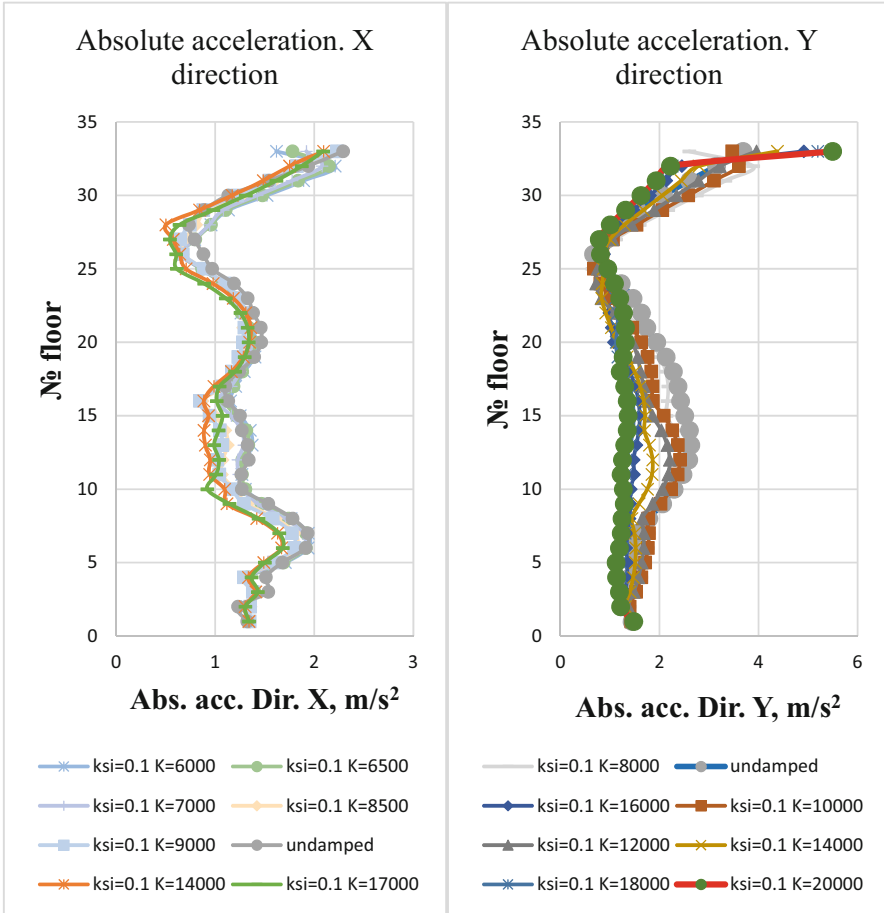 Absolute acceleration. X
direction
35
30
25
20
15
10
5
0
№ floor
0 1 2 3
Abs. acc. Dir. X, m/s²
ksi=0.1 K=6000 ksi=0.1 K=6500
ksi=0.1 K=7000 ksi=0.1 K=8500
ksi=0.1 K=9000 undamped
ksi=0.1 K=14000 ksi=0.1 K=17000
Absolute acceleration. Y
direction
35
30
25
20
15
10
5
0
№ floor
0 2 4 6
Abs. acc. Dir. Y, m/s²
ksi=0.1 K=8000 undamped
ksi=0.1 K=16000 ksi=0.1 K=10000
ksi=0.1 K=12000 ksi=0.1 K=14000
ksi=0.1 K=18000 ksi=0.1 K=20000